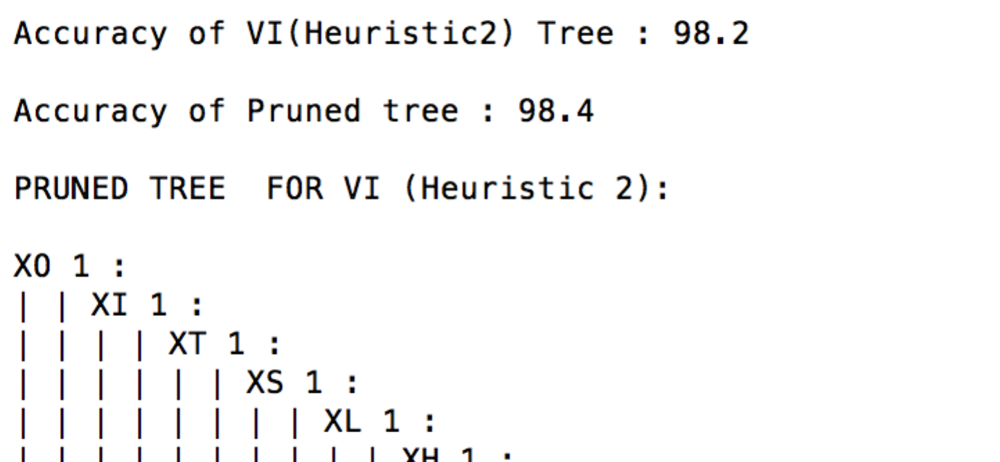 Accuracy of VI(Heuristic2) Tree : 98.2
Accuracy of Pruned tree : 98.4
PRUNED TREE  FOR VI (Heuristic 2):
XO 1 :
| | XI 1 :
| | | | XT 1 :
| | | | | | XS 1 :
| | | | | | | | XL 1 :
| | | | | | | | | | XH 1 :